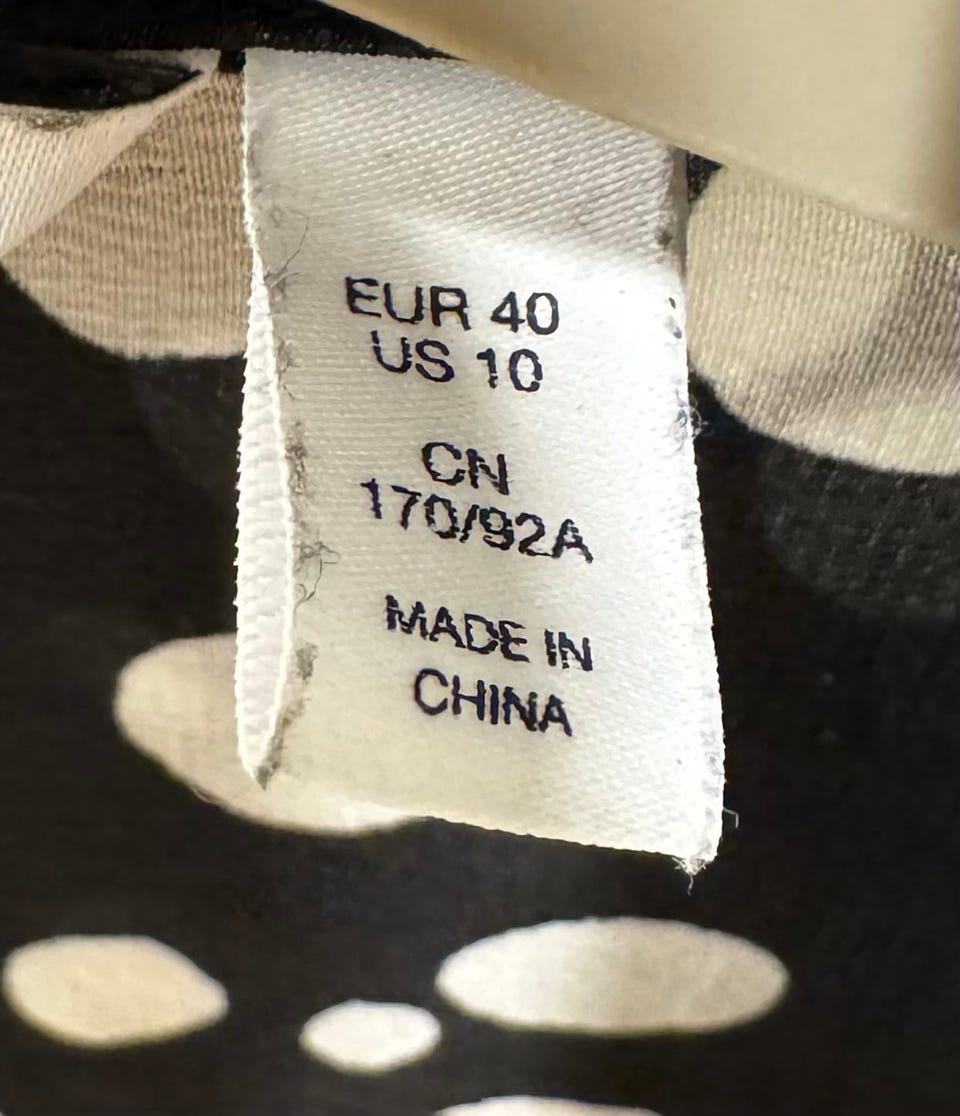 EUR 40
US 10
CN
170/92A
MADE IN
CHINA